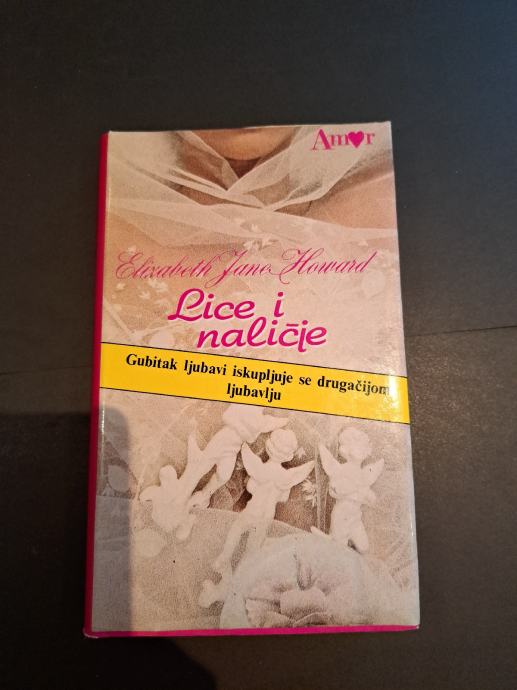 Amor
Elizabeth Jane Howard
Lice i
naličje
Gubitak ljubavi iskupljuje se drugačijom
ljubavlju